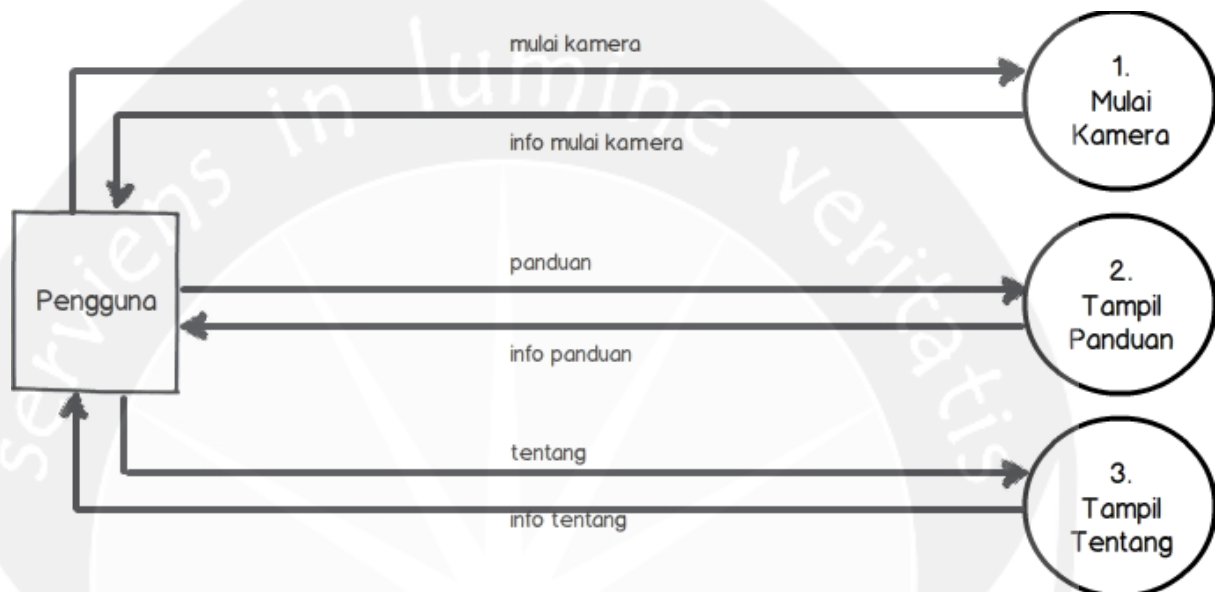 mulai kamera
1.
Mulai
Kamera
info mulai kamera
serviens in lumine veritatis
Pengguna
panduan
2.
Tampil
Panduan
info panduan
tentang
3.
Tampil
Tentang
info tentang